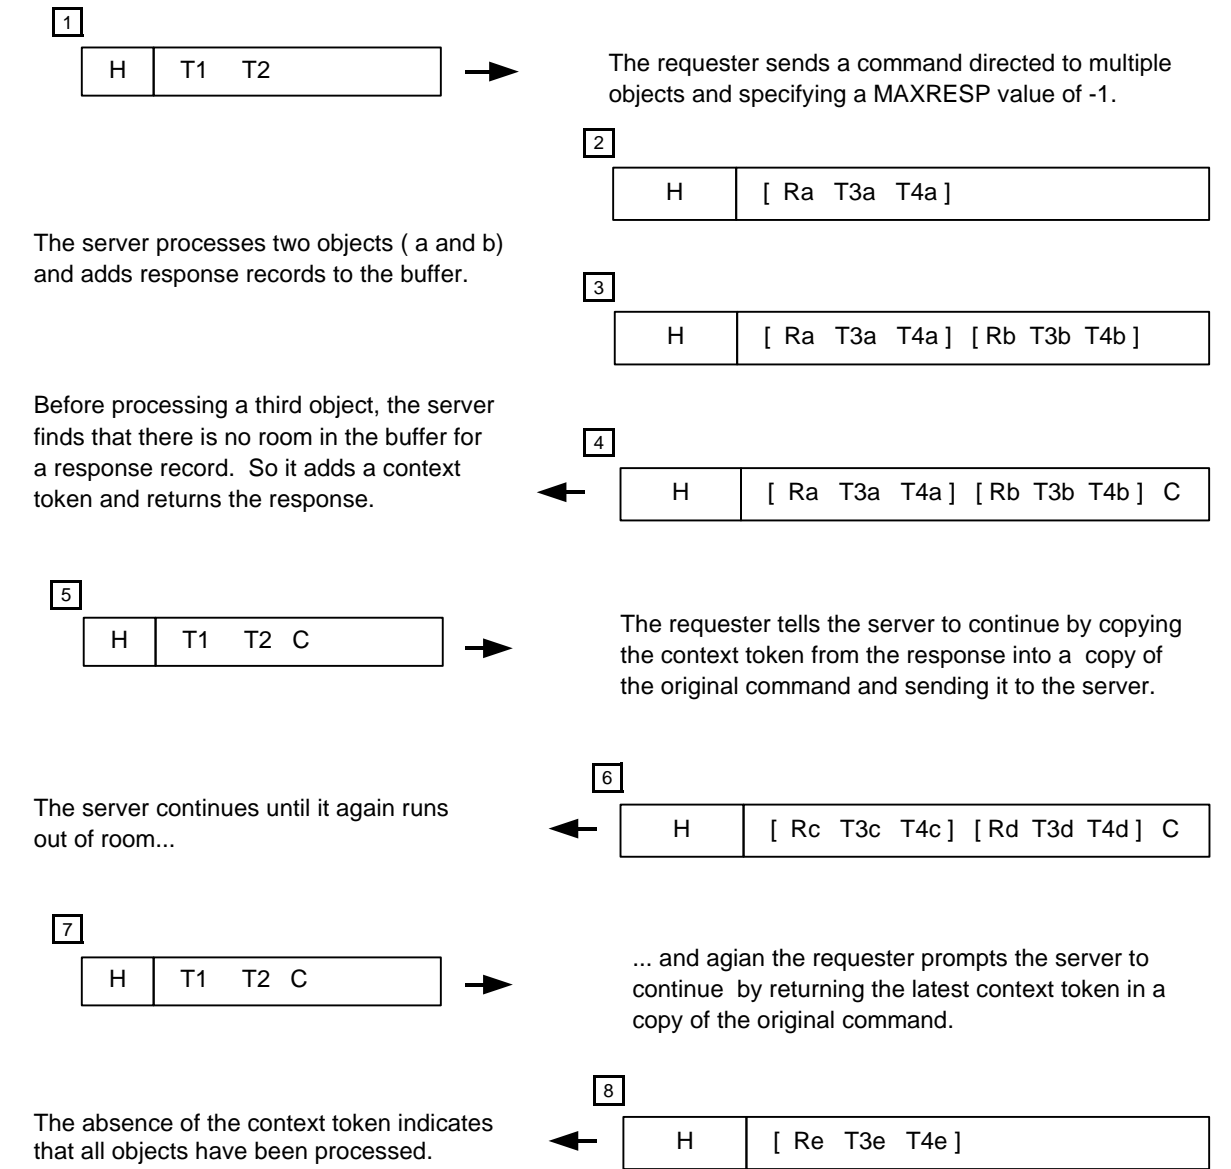 1
H T1 T2
The requester sends a command directed to multiple
objects and specifying a MAXRESP value of -1.
2
H [ Ra T3a T4a ]
The server processes two objects ( a and b)
and adds response records to the buffer.
3
H [ Ra T3a T4a ] [ Rb T3b T4b ]
Before processing a third object, the server
finds that there is no room in the buffer for
a response record. So it adds a context
token and returns the response.
4
H [ Ra T3a T4a ] [ Rb T3b T4b ] C
5
H T1 T2 C
The requester tells the server to continue by copying
the context token from the response into a copy of
the original command and sending it to the server.
6
The server continues until it again runs
out of room...
H [ Rc T3c T4c ] [ Rd T3d T4d ] C
7
H T1 T2 C
... and agian the requester prompts the server to
continue by returning the latest context token in a
copy of the original command.
8
The absence of the context token indicates
that all objects have been processed.
H [ Re T3e T4e ]